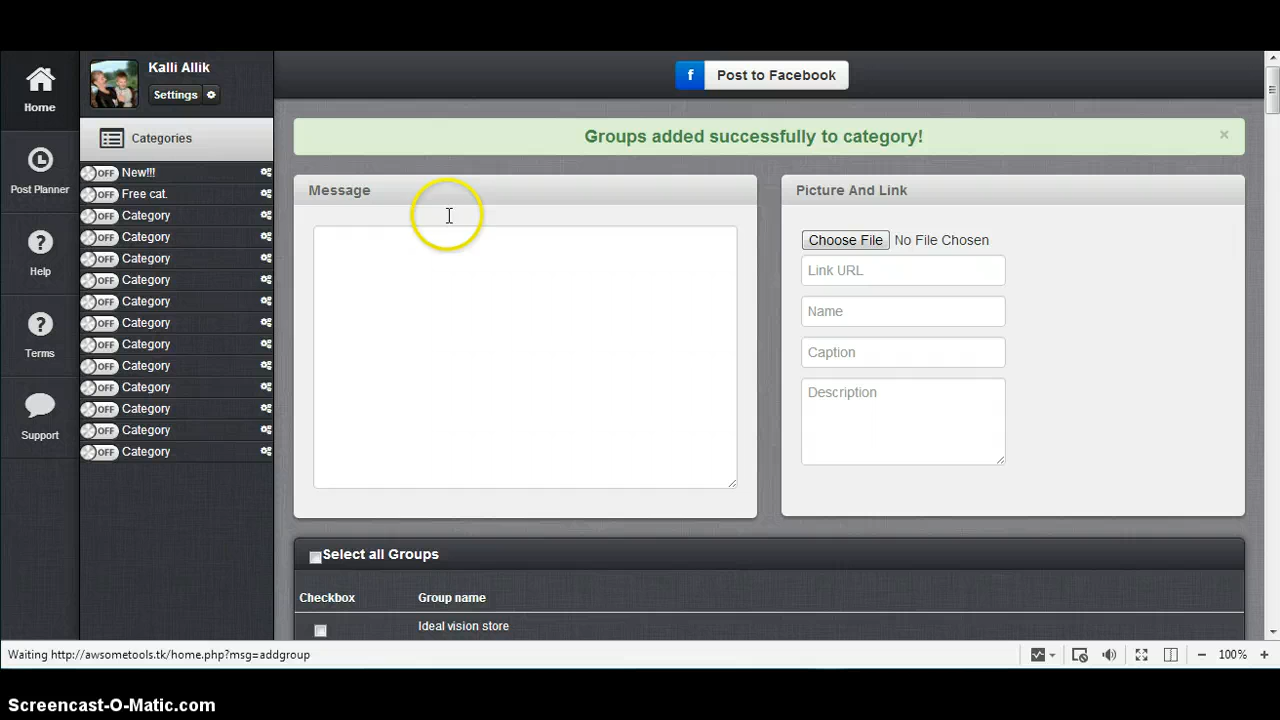 Home
Post Planner
Help
Terms
Support
Kalli Allik
Settings
Categories
OFF New!!!
OFF Free cat.
OFF Category
OFF Category
OFF Category
OFF Category
OFF Category
OFF Category
OFF Category
OFF Category
OFF Category
OFF Category
OFF Category
OFF Category
f Post to Facebook
Groups added successfully to category! ×
Message
Picture And Link
Choose File No File Chosen
Link URL
Name
Caption
Description
Select all Groups
Checkbox Group name
Ideal vision store
Waiting http://awsometools.tk/home.php?msg=addgroup
100%
Screencast-O-Matic.com